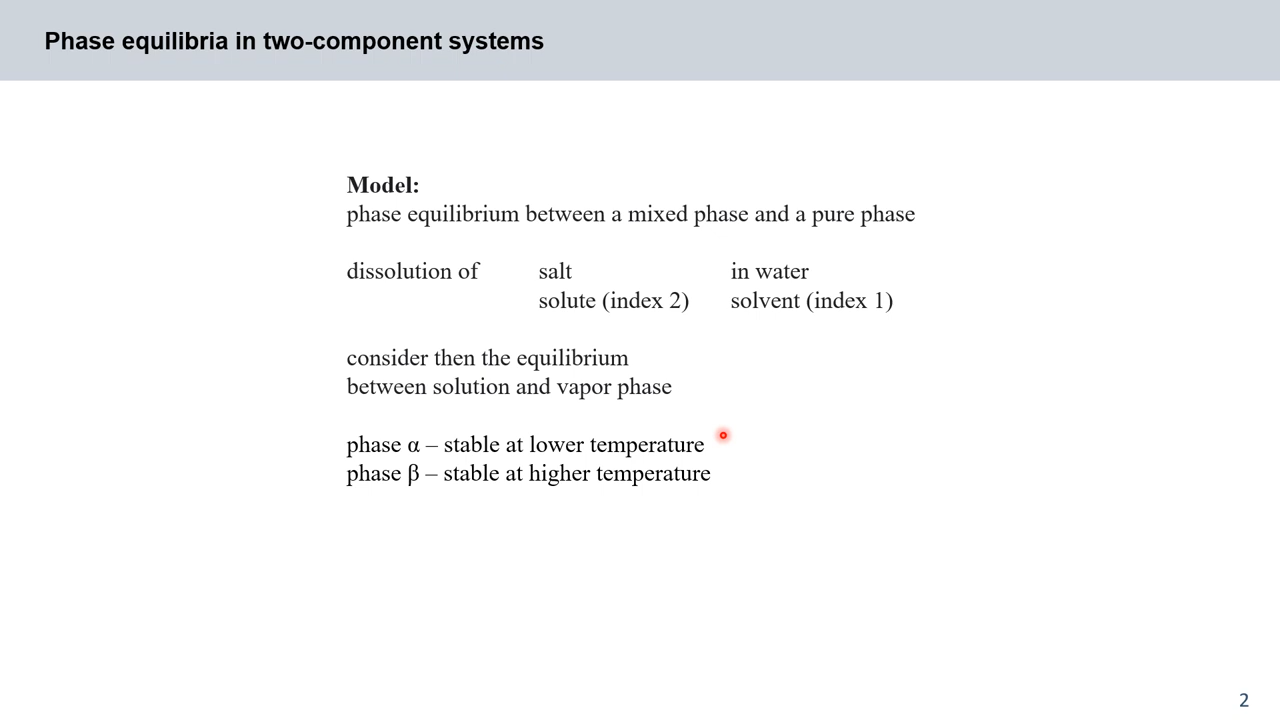 Phase equilibria in two-component systems
Model:
phase equilibrium between a mixed phase and a pure phase
dissolution of salt in water
solute (index 2) solvent (index 1)
consider then the equilibrium
between solution and vapor phase
phase α – stable at lower temperature
phase β – stable at higher temperature
2